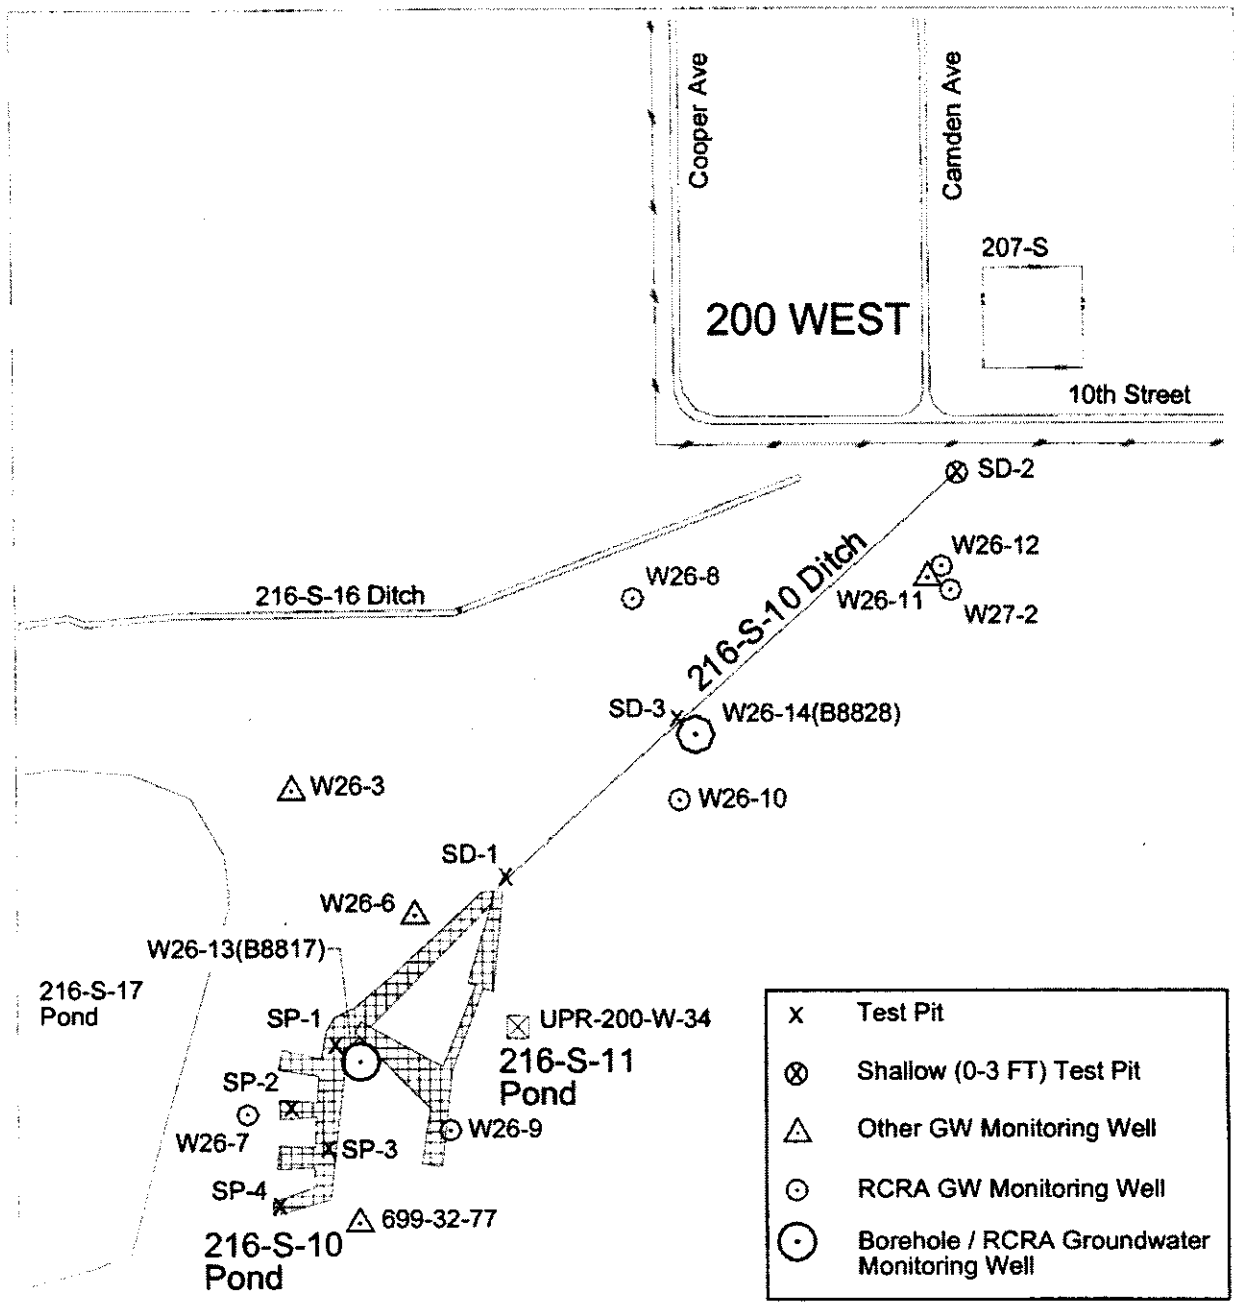 Cooper Ave
Camden Ave
207-S
200 WEST
10th Street
SD-2
W26-12
W26-8
216-S-16 Ditch
W26-11
W27-2
216-S-10 Ditch
SD-3
W26-14(B8828)
W26-3
W26-10
SD-1
W26-6
W26-13(B8817)
216-S-17
Pond
SP-1
UPR-200-W-34
216-S-11
Pond
SP-2
W26-7
W26-9
SP-3
SP-4
699-32-77
216-S-10
Pond
x Test Pit
Shallow (0-3 FT) Test Pit
Other GW Monitoring Well
RCRA GW Monitoring Well
Borehole / RCRA Groundwater
Monitoring Well